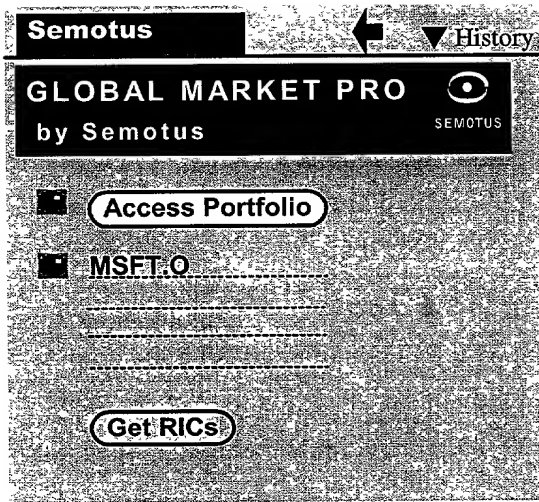 Semotus
History
GLOBAL MARKET PRO
by Semotus
SEMOTUS
Access Portfolio
MSFT.O
Get RICs